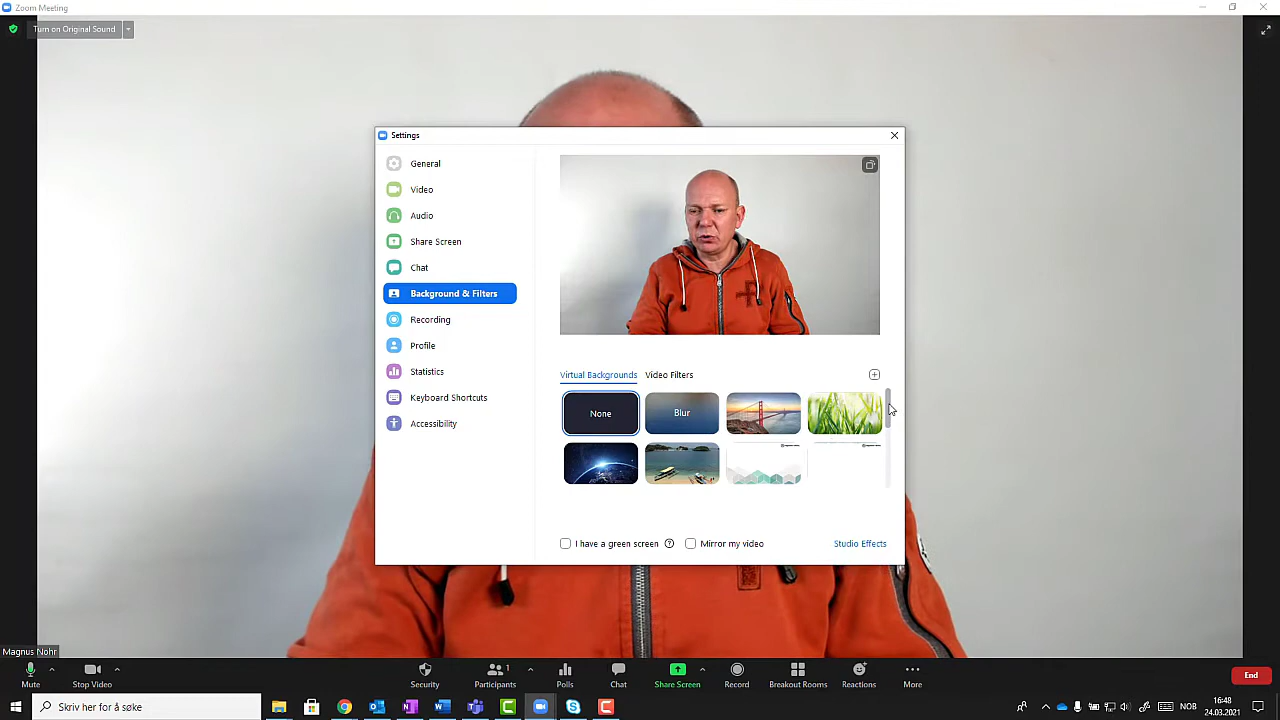 Zoom Meeting
Turn on Original Sound
Settings
General
Video
Audio
Share Screen
Chat
Background & Filters
Recording
Profile
Statistics
Keyboard Shortcuts
Accessibility
Virtual Backgrounds
Video Filters
None
Blur
I have a green screen
Mirror my video
Studio Effects
Magnus Nohr
Mute
Stop Video
Security
1
Participants
Polls
Chat
Share Screen
Record
Breakout Rooms
Reactions
More
End
Skriv her for å søke
NOB
16:48
24.03.2021